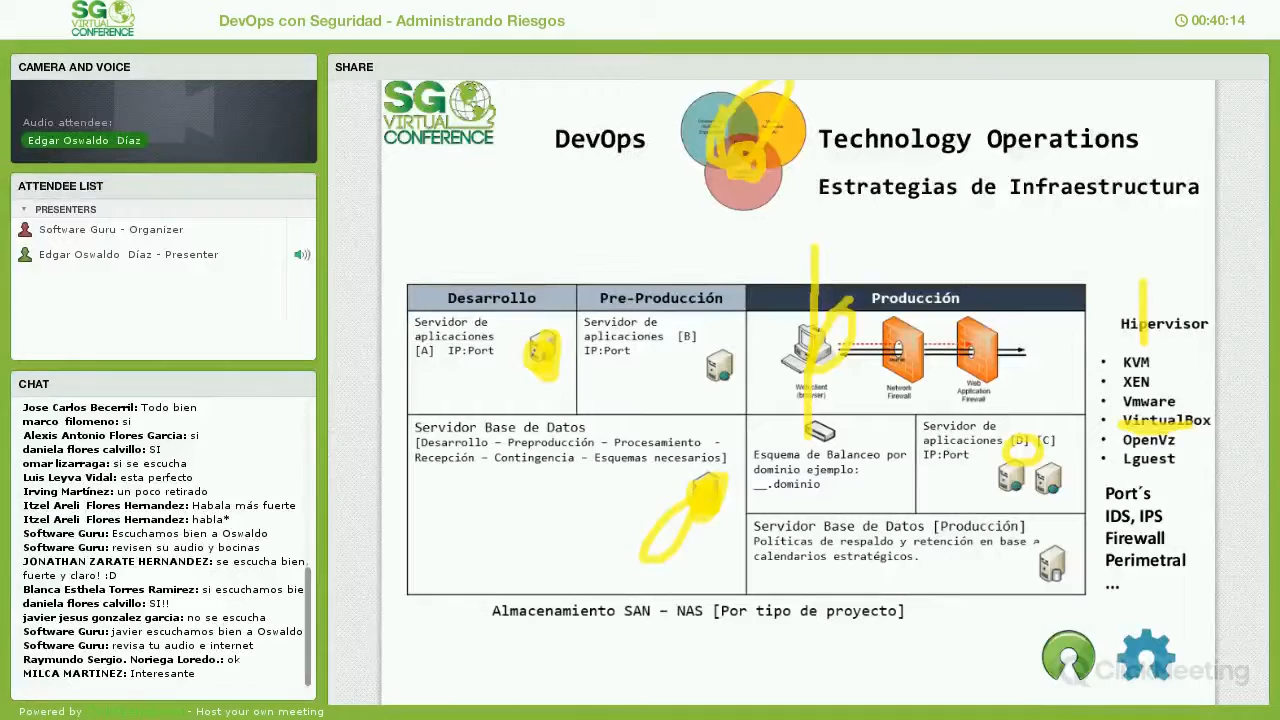 SG
VIRTUAL
CONFERENCE
DevOps con Seguridad - Administrando Riesgos
00:40:14
CAMERA AND VOICE
Audio attendee:
Edgar Oswaldo Díaz
ATTENDEE LIST
PRESENTERS
Software Guru - Organizer
Edgar Oswaldo Díaz - Presenter
CHAT
Jose Carlos Becerril: Todo bien
marco filomeno: si
Alexis Antonio Flores Garcia: si
daniela flores calvillo: SI
omar lizarraga: si se escucha
Luis Leyva Vidal: esta perfecto
Irving Martínez: un poco retirado
Itzel Areli Flores Hernandez: Habala más fuerte
Itzel Areli Flores Hernandez: habla*
Software Guru: Escuchamos bien a Oswaldo
Software Guru: revisen su audio y bocinas
JONATHAN ZARATE HERNANDEZ: se escucha bien,
fuerte y claro! :D
Blanca Esthela Torres Ramirez: si escuchamos bie
daniela flores calvillo: SI!!
javier jesus gonzalez garcia: no se escucha
Software Guru: javier escuchamos bien a Oswaldo
Software Guru: revisa tu audio e internet
Raymundo Sergio. Noriega Loredo.: ok
MILCA MARTINEZ: Interesante
Powered by
- Host your own meeting
SHARE
SG
VIRTUAL
CONFERENCE
DevOps
Technology Operations
Estrategias de Infraestructura
Desarrollo
Pre-Producción
Producción
Servidor de
aplicaciones
[A] IP:Port
Servidor de
aplicaciones [B]
IP:Port
Web client
(browser)
Network
Firewall
Web
Application
Firewall
Servidor Base de Datos
[Desarrollo – Preproducción – Procesamiento -
Recepción – Contingencia – Esquemas necesarios]
Esquema de Balanceo por
dominio ejemplo:
__.dominio
Servidor de
aplicaciones [D] [C]
IP:Port
Servidor Base de Datos [Producción]
Políticas de respaldo y retención en base a
calendarios estratégicos.
Almacenamiento SAN – NAS [Por tipo de proyecto]
Hipervisor
• KVM
• XEN
• Vmware
• VirtualBox
• OpenVz
• Lguest
Port´s
IDS, IPS
Firewall
Perimetral
...
ClickMeeting